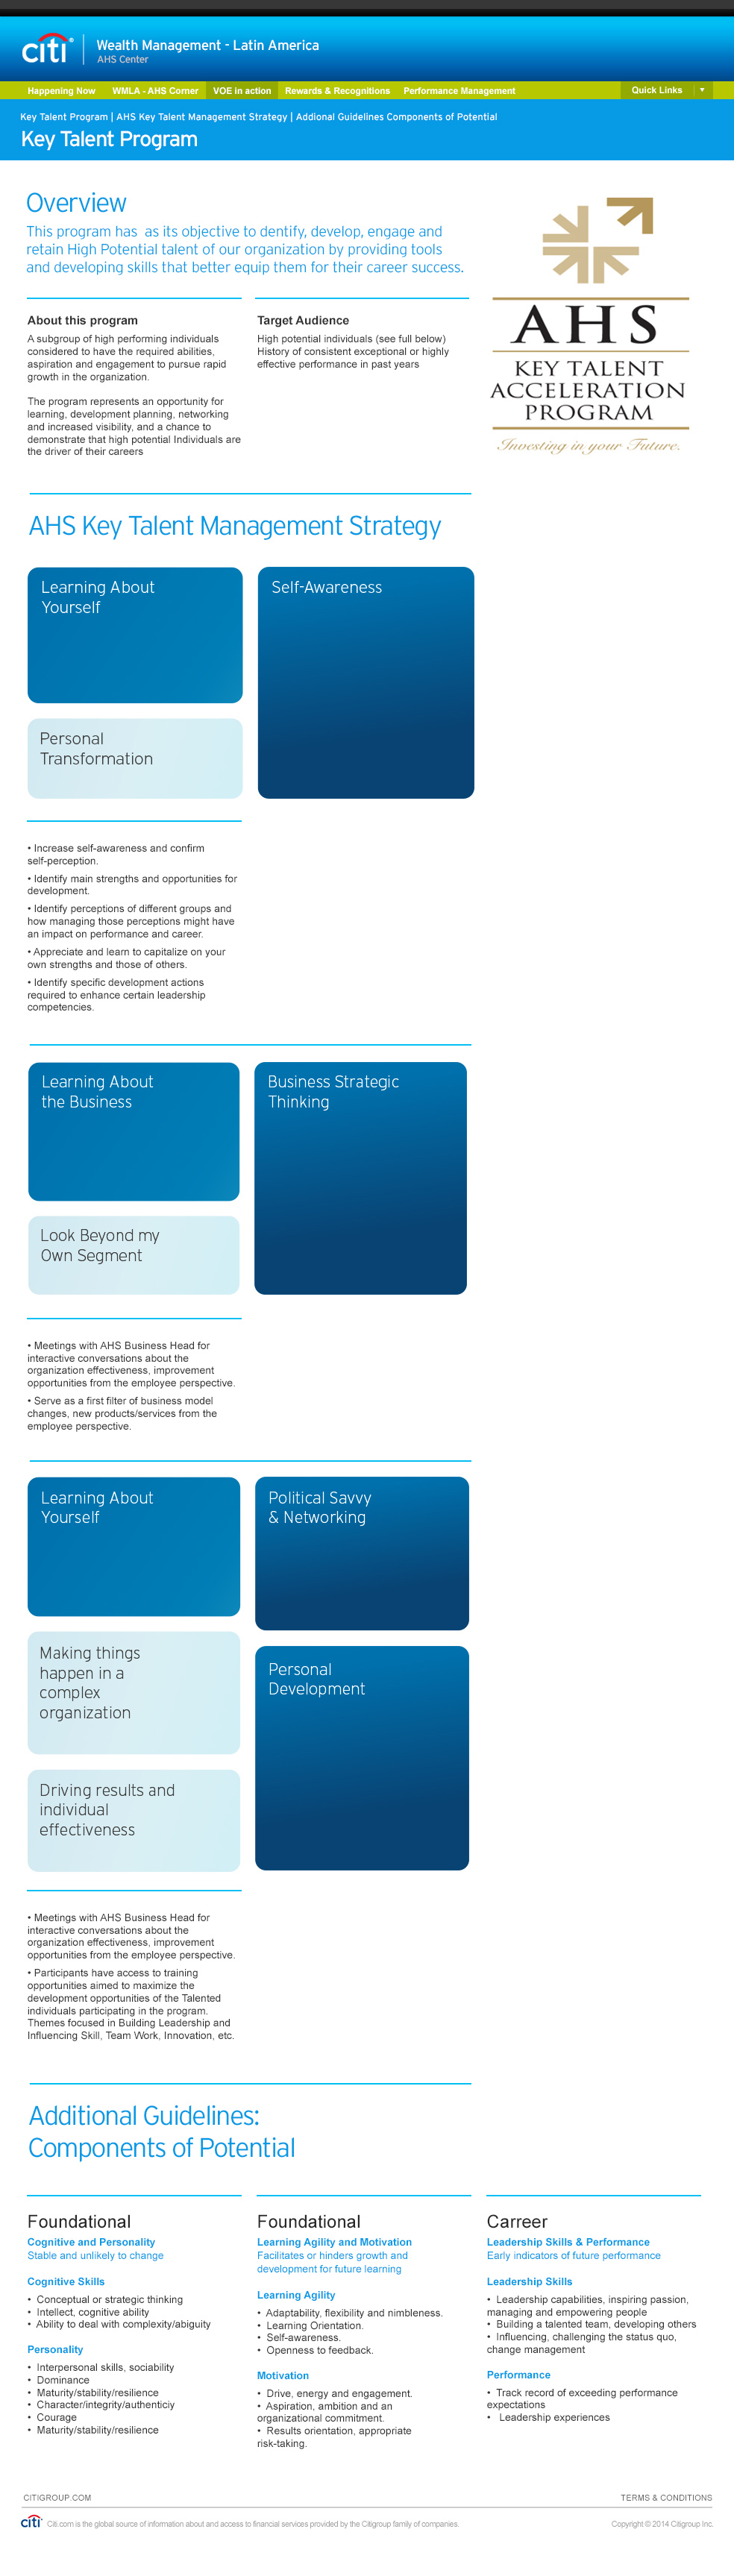 citi
Wealth Management - Latin America
AHS Center
Happening Now WMLA - AHS Corner VOE in action Rewards & Recognitions Performance Management Quick Links
Key Talent Program | AHS Key Talent Management Strategy | Addional Guidelines Components of Potential
Key Talent Program
Overview
This program has as its objective to dentify, develop, engage and
retain High Potential talent of our organization by providing tools
and developing skills that better equip them for their career success.
About this program
A subgroup of high performing individuals
considered to have the required abilities,
aspiration and engagement to pursue rapid
growth in the organization.
The program represents an opportunity for
learning, development planning, networking
and increased visibility, and a chance to
demonstrate that high potential Individuals are
the driver of their careers
Target Audience
High potential individuals (see full below)
History of consistent exceptional or highly
effective performance in past years
AHS
KEY TALENT
ACCELERATION
PROGRAM
Investing in your Future.
AHS Key Talent Management Strategy
Learning About
Yourself
Self-Awareness
Personal
Transformation
• Increase self-awareness and confirm
self-perception.
• Identify main strengths and opportunities for
development.
• Identify perceptions of different groups and
how managing those perceptions might have
an impact on performance and career.
• Appreciate and learn to capitalize on your
own strengths and those of others.
• Identify specific development actions
required to enhance certain leadership
competencies.
Learning About
the Business
Business Strategic
Thinking
Look Beyond my
Own Segment
• Meetings with AHS Business Head for
interactive conversations about the
organization effectiveness, improvement
opportunities from the employee perspective.
• Serve as a first filter of business model
changes, new products/services from the
employee perspective.
Learning About
Yourself
Political Savvy
& Networking
Making things
happen in a
complex
organization
Personal
Development
Driving results and
individual
effectiveness
• Meetings with AHS Business Head for
interactive conversations about the
organization effectiveness, improvement
opportunities from the employee perspective.
• Participants have access to training
opportunities aimed to maximize the
development opportunities of the Talented
individuals participating in the program.
Themes focused in Building Leadership and
Influencing Skill, Team Work, Innovation, etc.
Additional Guidelines:
Components of Potential
Foundational
Cognitive and Personality
Stable and unlikely to change
Cognitive Skills
• Conceptual or strategic thinking
• Intellect, cognitive ability
• Ability to deal with complexity/abiguity
Personality
• Interpersonal skills, sociability
• Dominance
• Maturity/stability/resilience
• Character/integrity/authenticiy
• Courage
• Maturity/stability/resilience
Foundational
Learning Agility and Motivation
Facilitates or hinders growth and
development for future learning
Learning Agility
• Adaptability, flexibility and nimbleness.
• Learning Orientation.
• Self-awareness.
• Openness to feedback.
Motivation
• Drive, energy and engagement.
• Aspiration, ambition and an
organizational commitment.
• Results orientation, appropriate
risk-taking.
Carreer
Leadership Skills & Performance
Early indicators of future performance
Leadership Skills
• Leadership capabilities, inspiring passion,
managing and empowering people
• Building a talented team, developing others
• Influencing, challenging the status quo,
change management
Performance
• Track record of exceeding performance
expectations
• Leadership experiences
CITIGROUP.COM TERMS & CONDITIONS
citi Citi.com is the global source of information about and access to financial services provided by the Citigroup family of companies. Copyright © 2014 Citigroup Inc.